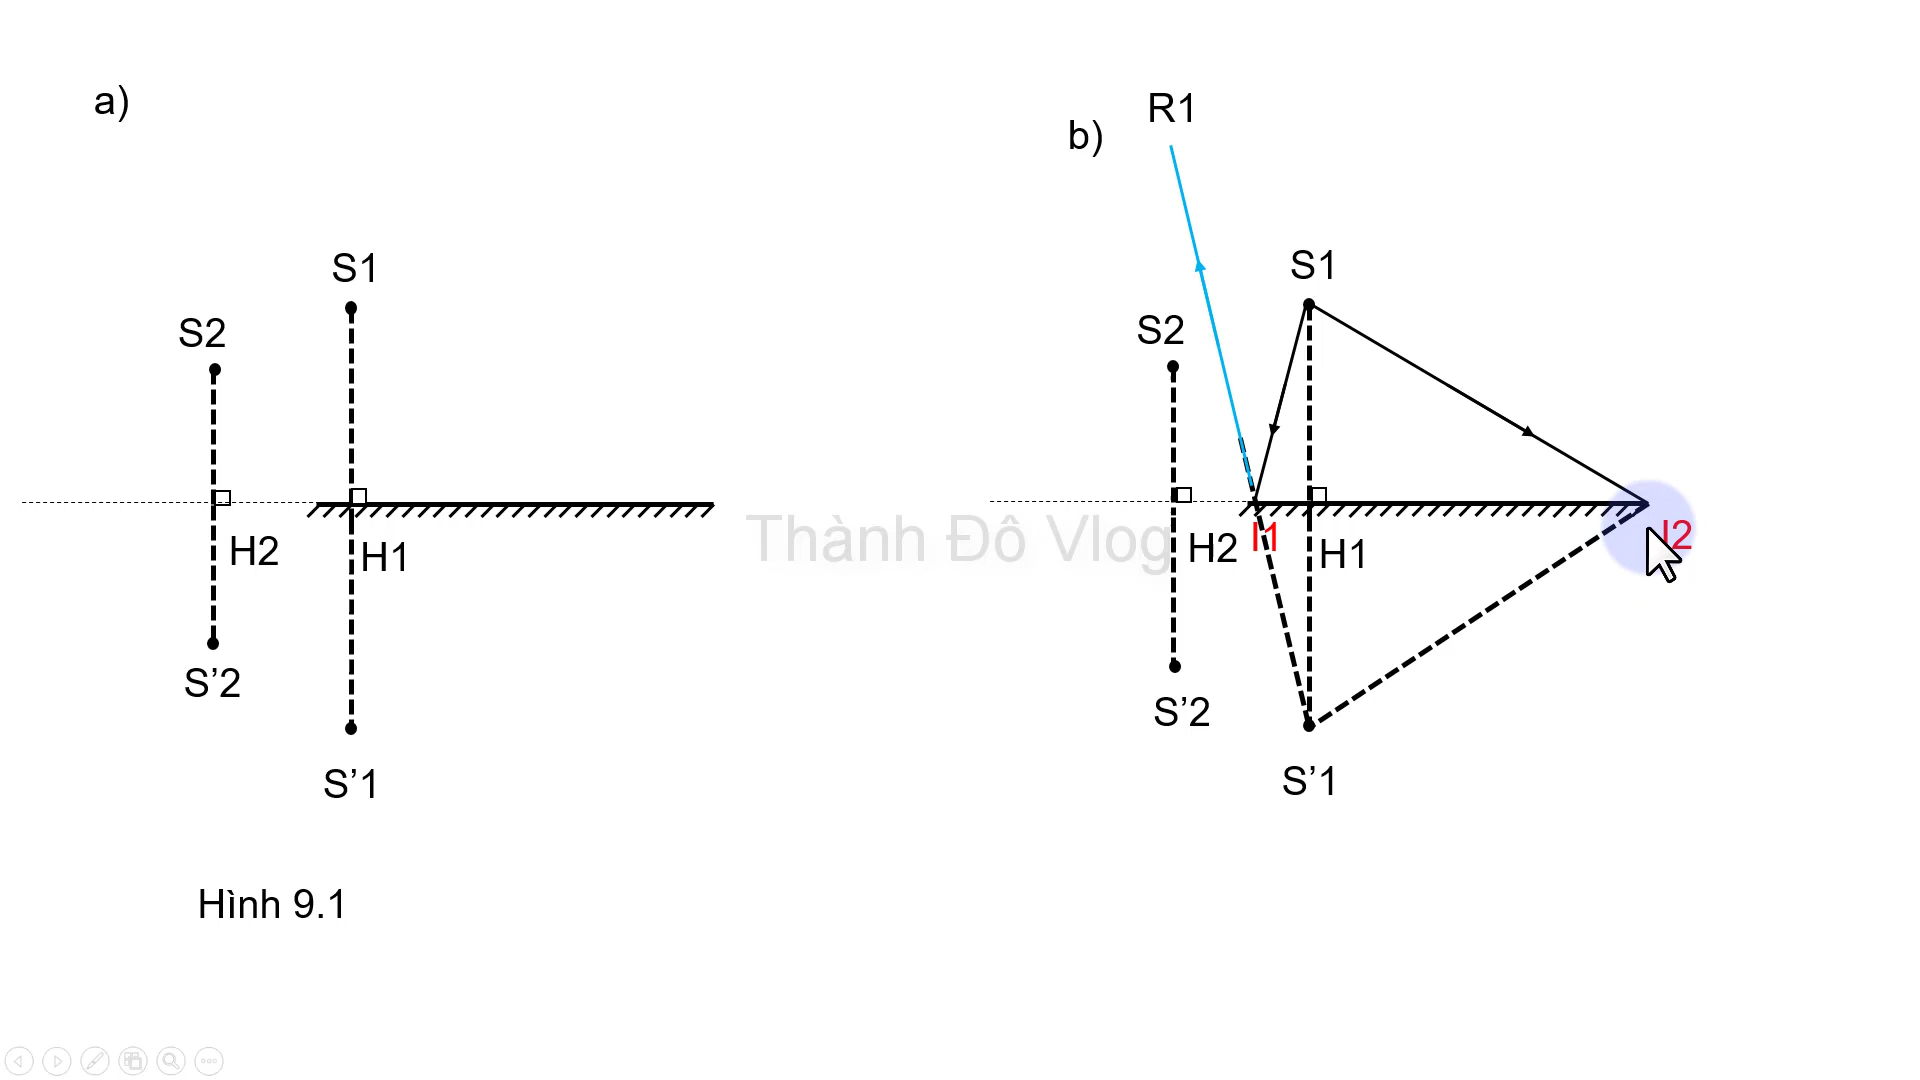 a)
S1
S2
H2
H1
S’2
S’1
Hình 9.1
Thành Đô Vlog
R1
b)
S1
S2
H2
I1
H1
I2
S’2
S’1